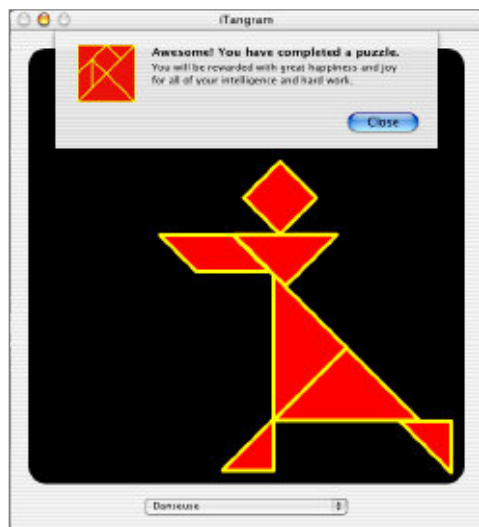 iTangram
Awesome! You have completed a puzzle.
You will be rewarded with great happiness and joy
for all of your intelligence and hard work.
Close
Danseuse